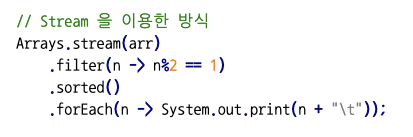 // Stream 을 이용한 방식
Arrays.stream(arr)
    .filter(n -> n%2 == 1)
    .sorted()
    .forEach(n -> System.out.print(n + "\t"));